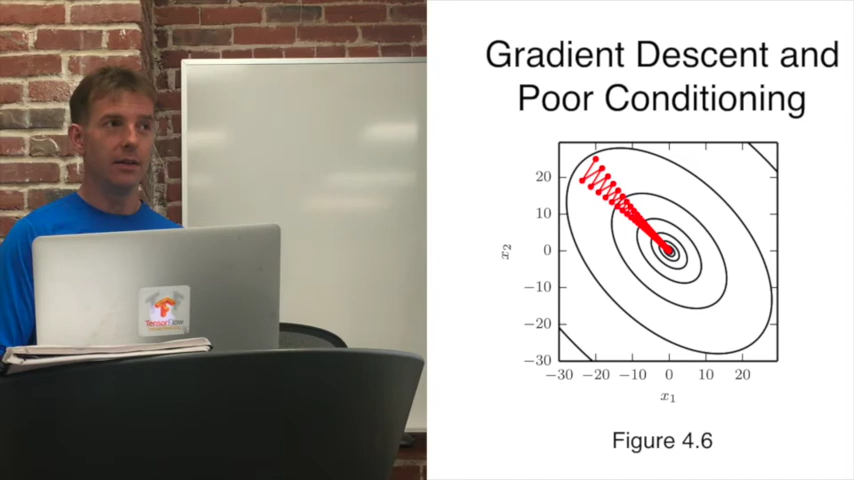 Gradient Descent and
Poor Conditioning
20
10
0
−10
−20
−30
x2
−30 −20 −10 0 10 20
x1
Figure 4.6
TensorFlow